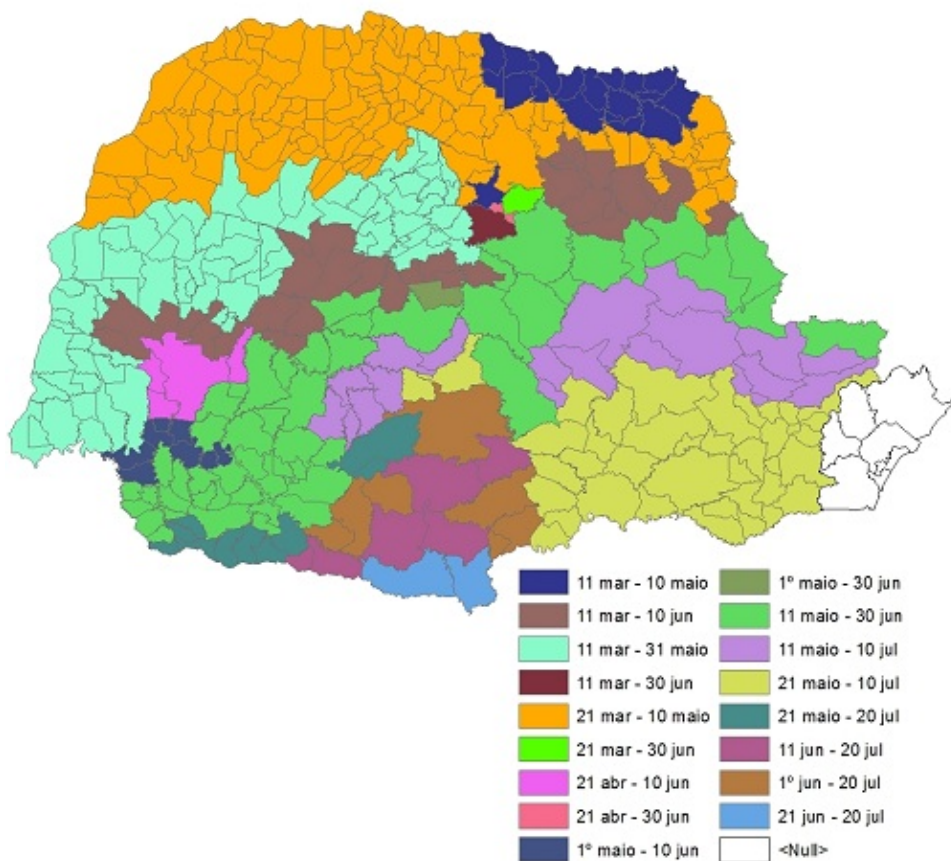 11 mar - 10 maio
11 mar - 10 jun
11 mar - 31 maio
11 mar - 30 jun
21 mar - 10 maio
21 mar - 30 jun
21 abr - 10 jun
21 abr - 30 jun
1º maio - 10 jun
1º maio - 30 jun
11 maio - 30 jun
11 maio - 10 jul
21 maio - 10 jul
21 maio - 20 jul
11 jun - 20 jul
1º jun - 20 jul
21 jun - 20 jul
<Null>